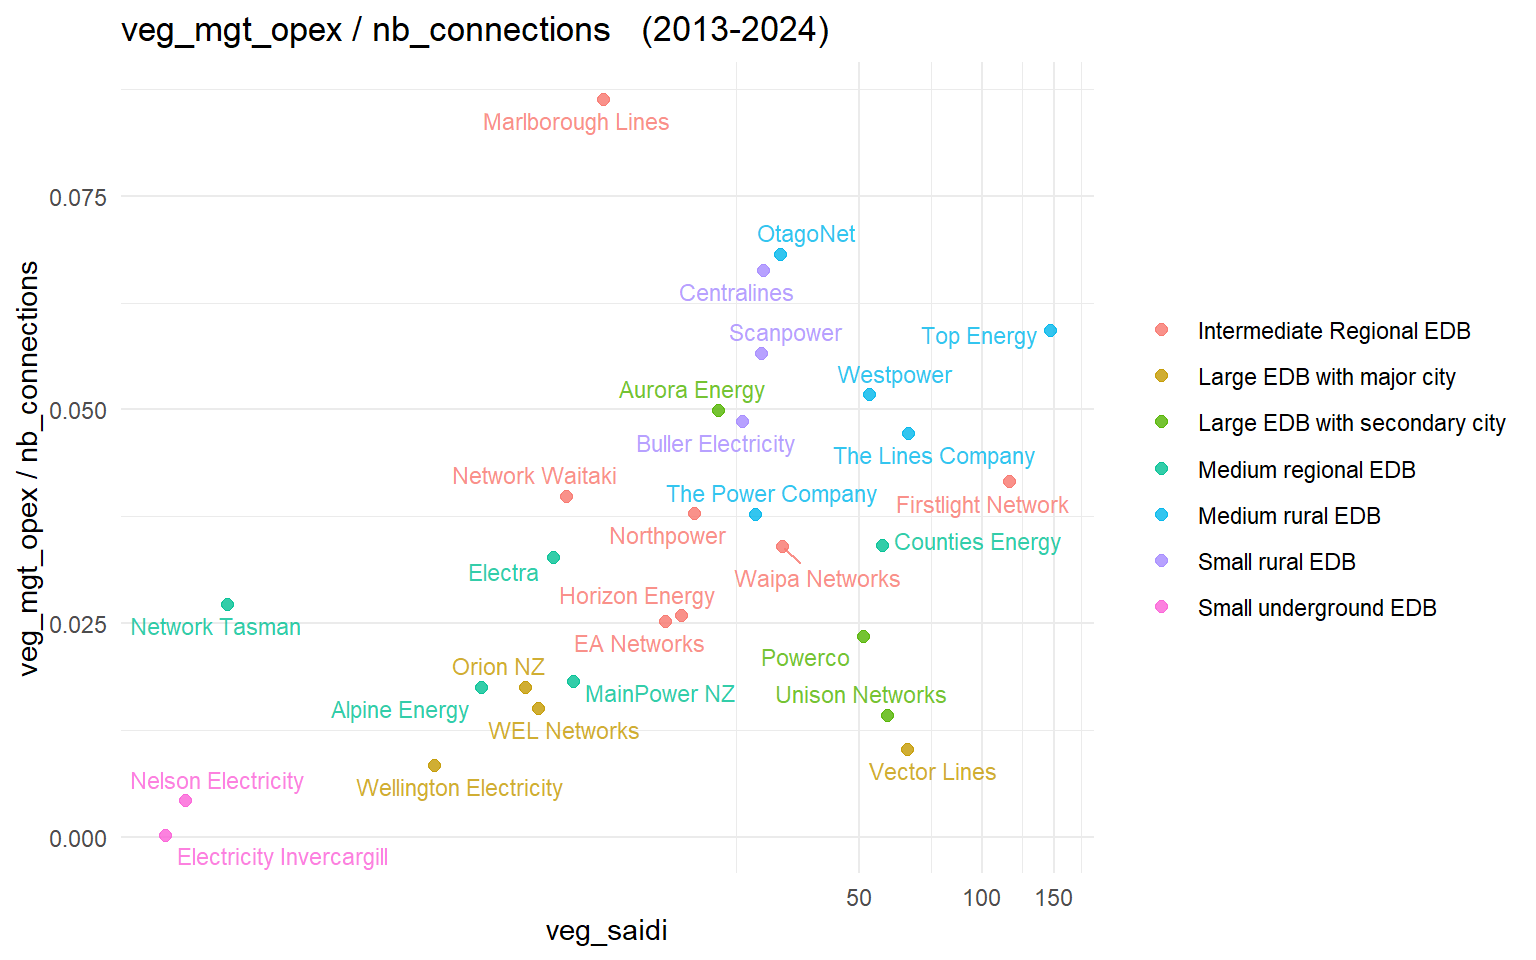 veg_mgt_opex / nb_connections (2013-2024)
veg_mgt_opex / nb_connections
0.075
0.050
0.025
0.000
Marlborough Lines
OtagoNet
Centralines
Scanpower
Top Energy
Westpower
Aurora Energy
Buller Electricity
The Lines Company
Network Waitaki
The Power Company
Firstlight Network
Northpower
Counties Energy
Electra
Waipa Networks
Horizon Energy
Network Tasman
EA Networks
Powerco
Orion NZ
MainPower NZ
Unison Networks
Alpine Energy
WEL Networks
Vector Lines
Nelson Electricity
Wellington Electricity
Electricity Invercargill
50
100
150
veg_saidi
Intermediate Regional EDB
Large EDB with major city
Large EDB with secondary city
Medium regional EDB
Medium rural EDB
Small rural EDB
Small underground EDB